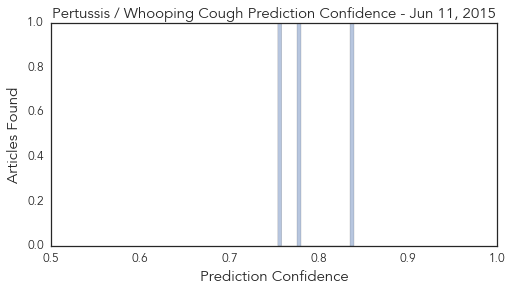 Pertussis / Whooping Cough Prediction Confidence - Jun 11, 2015
1.0
0.8
0.6
0.4
0.2
0.0
Articles Found
0.5 0.6 0.7 0.8 0.9 1.0
Prediction Confidence